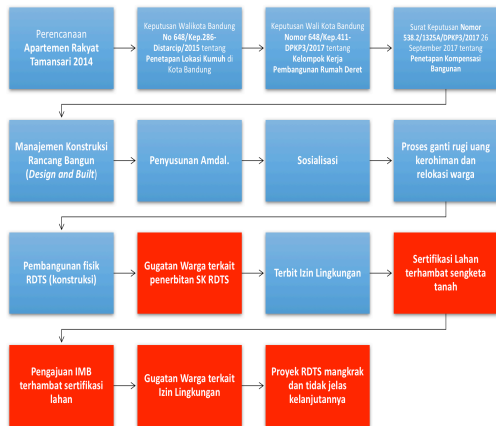 Perencanaan
Apartemen Rakyat
Tamansari 2014
Keputusan Walikota Bandung
No 648/Kep.286-
Distarcip/2015 tentang
Penetapan Lokasi Kumuh di
Kota Bandung
Keputusan Wali Kota
Bandung
Nomor 648/Kep.411-
DPKP3/2017 tentang
Kelompok Kerja
Pembangunan Rumah Deret
Surat Keputusan Nomor
538.2/1325A/DPKP3/2017 26
September 2017 tentang
Penetapan Kompensasi
Bangunan
Manajemen Konstruksi
Rancang Bangun
(Design and Built)
Penyusunan Amdal.
Sosialisasi
Proses ganti rugi uang
kerohiman dan
relokasi warga
Pembangunan fisik
RDTS (konstruksi)
Gugatan Warga terkait
penerbitan SK RDTS
Terbit Izin Lingkungan
Sertifikasi Lahan
terhambat sengketa
tanah
Pengajuan IMB
terhambat sertifikasi
lahan
Gugatan Warga terkait
Izin Lingkungan
Proyek RDTS mangkrak
dan tidak jelas
kelanjutannya